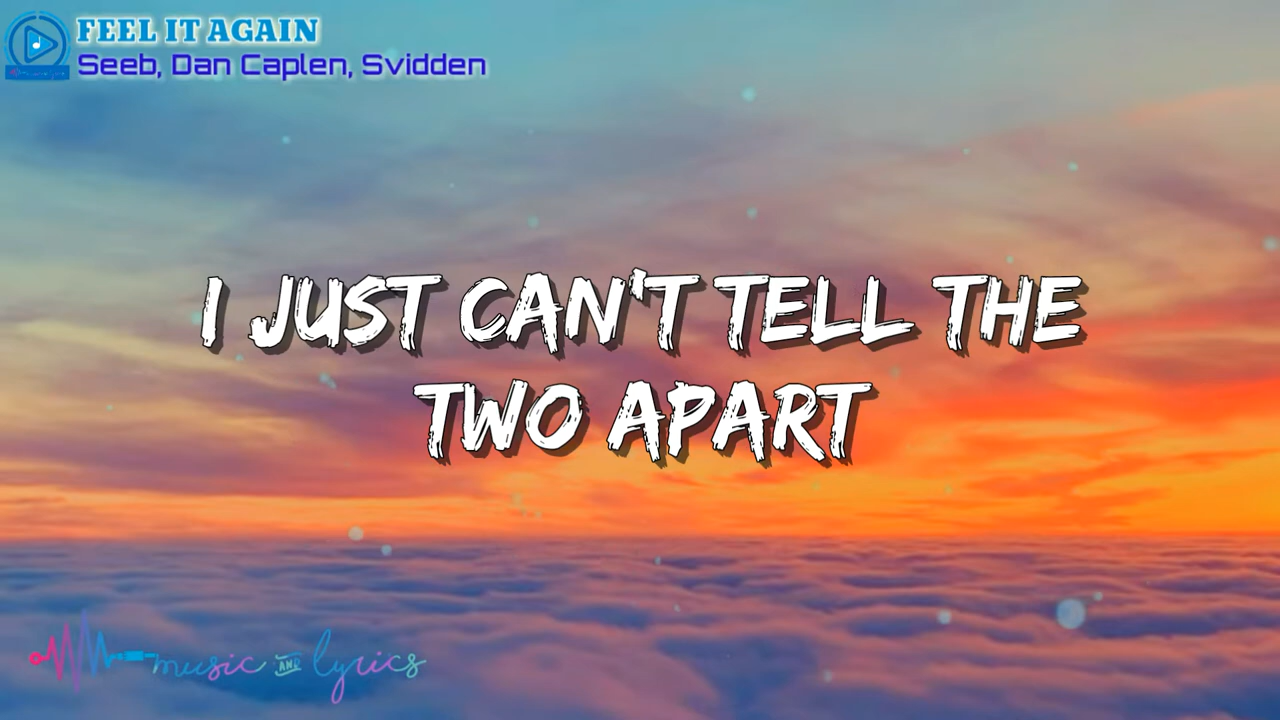 FEEL IT AGAIN
Seeb, Dan Caplen, Svidden
I JUST CAN'T TELL THE
TWO APART
music AND lyrics